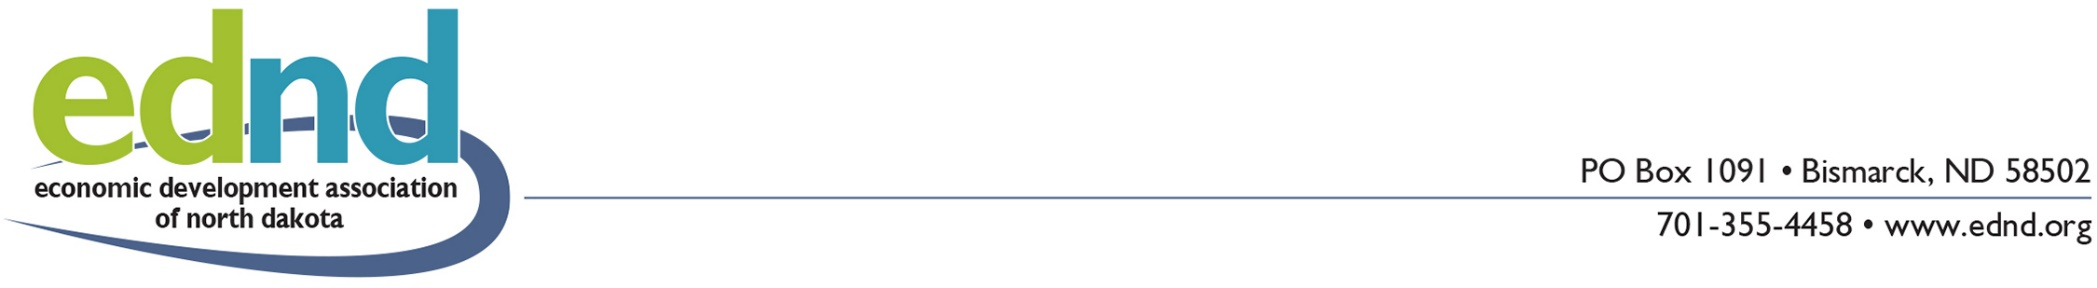 ednd
economic development association
of north dakota
PO Box 1091 • Bismarck, ND 58502
701-355-4458 • www.ednd.org